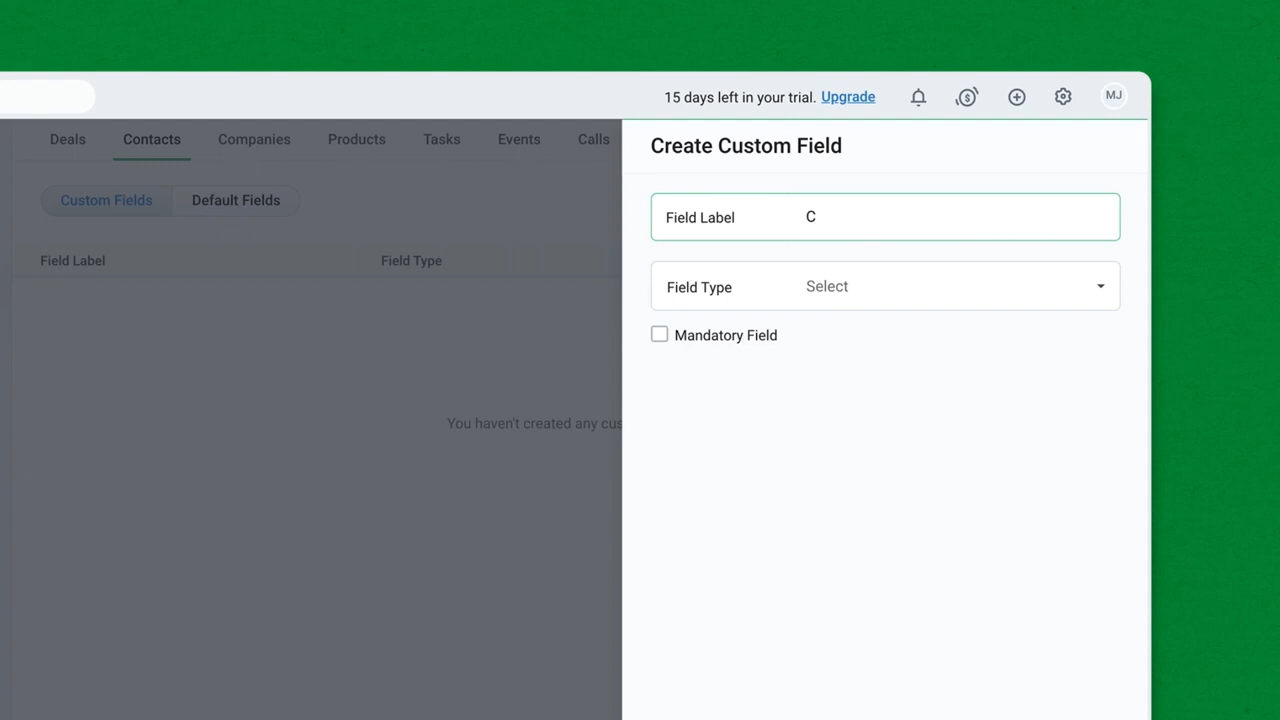 15 days left in your trial. Upgrade
MJ
Deals Contacts Companies Products Tasks Events Calls
Create Custom Field
Custom Fields Default Fields
Field Label C
Field Label Field Type
Field Type Select
Mandatory Field
You haven't created any cus